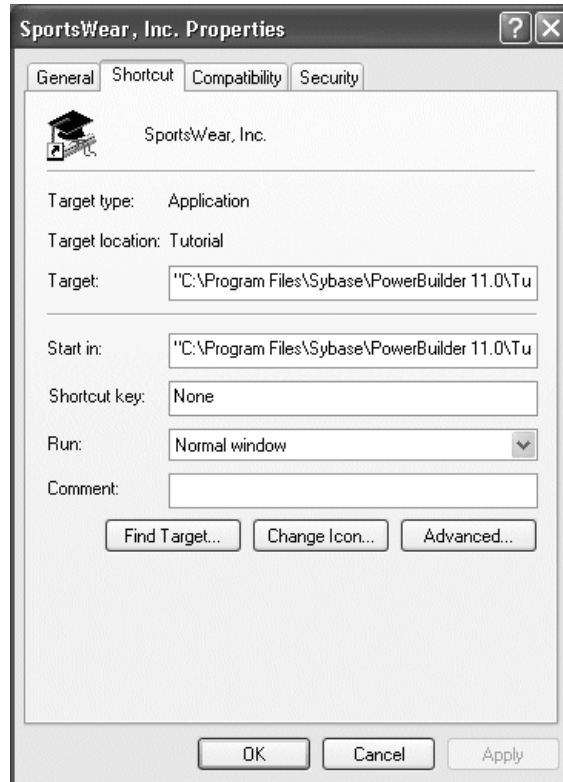 SportsWear, Inc. Properties
General Shortcut Compatibility Security
SportsWear, Inc.
Target type: Application
Target location: Tutorial
Target: "C:\Program Files\Sybase\PowerBuilder 11.0\Tu
Start in: "C:\Program Files\Sybase\PowerBuilder 11.0\Tu
Shortcut key: None
Run: Normal window
Comment:
Find Target... Change Icon... Advanced...
OK Cancel Apply